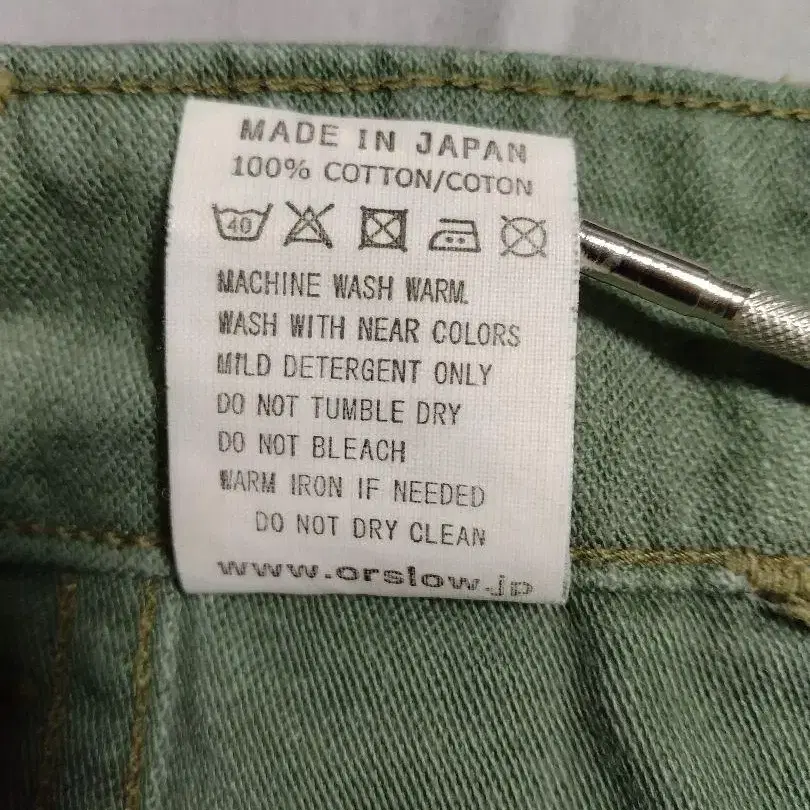 MADE IN JAPAN
100% COTTON/COTON
40
MACHINE WASH WARM.
WASH WITH NEAR COLORS
MILD DETERGENT ONLY
DO NOT TUMBLE DRY
DO NOT BLEACH
WARM IRON IF NEEDED
DO NOT DRY CLEAN
www.orslow.jp